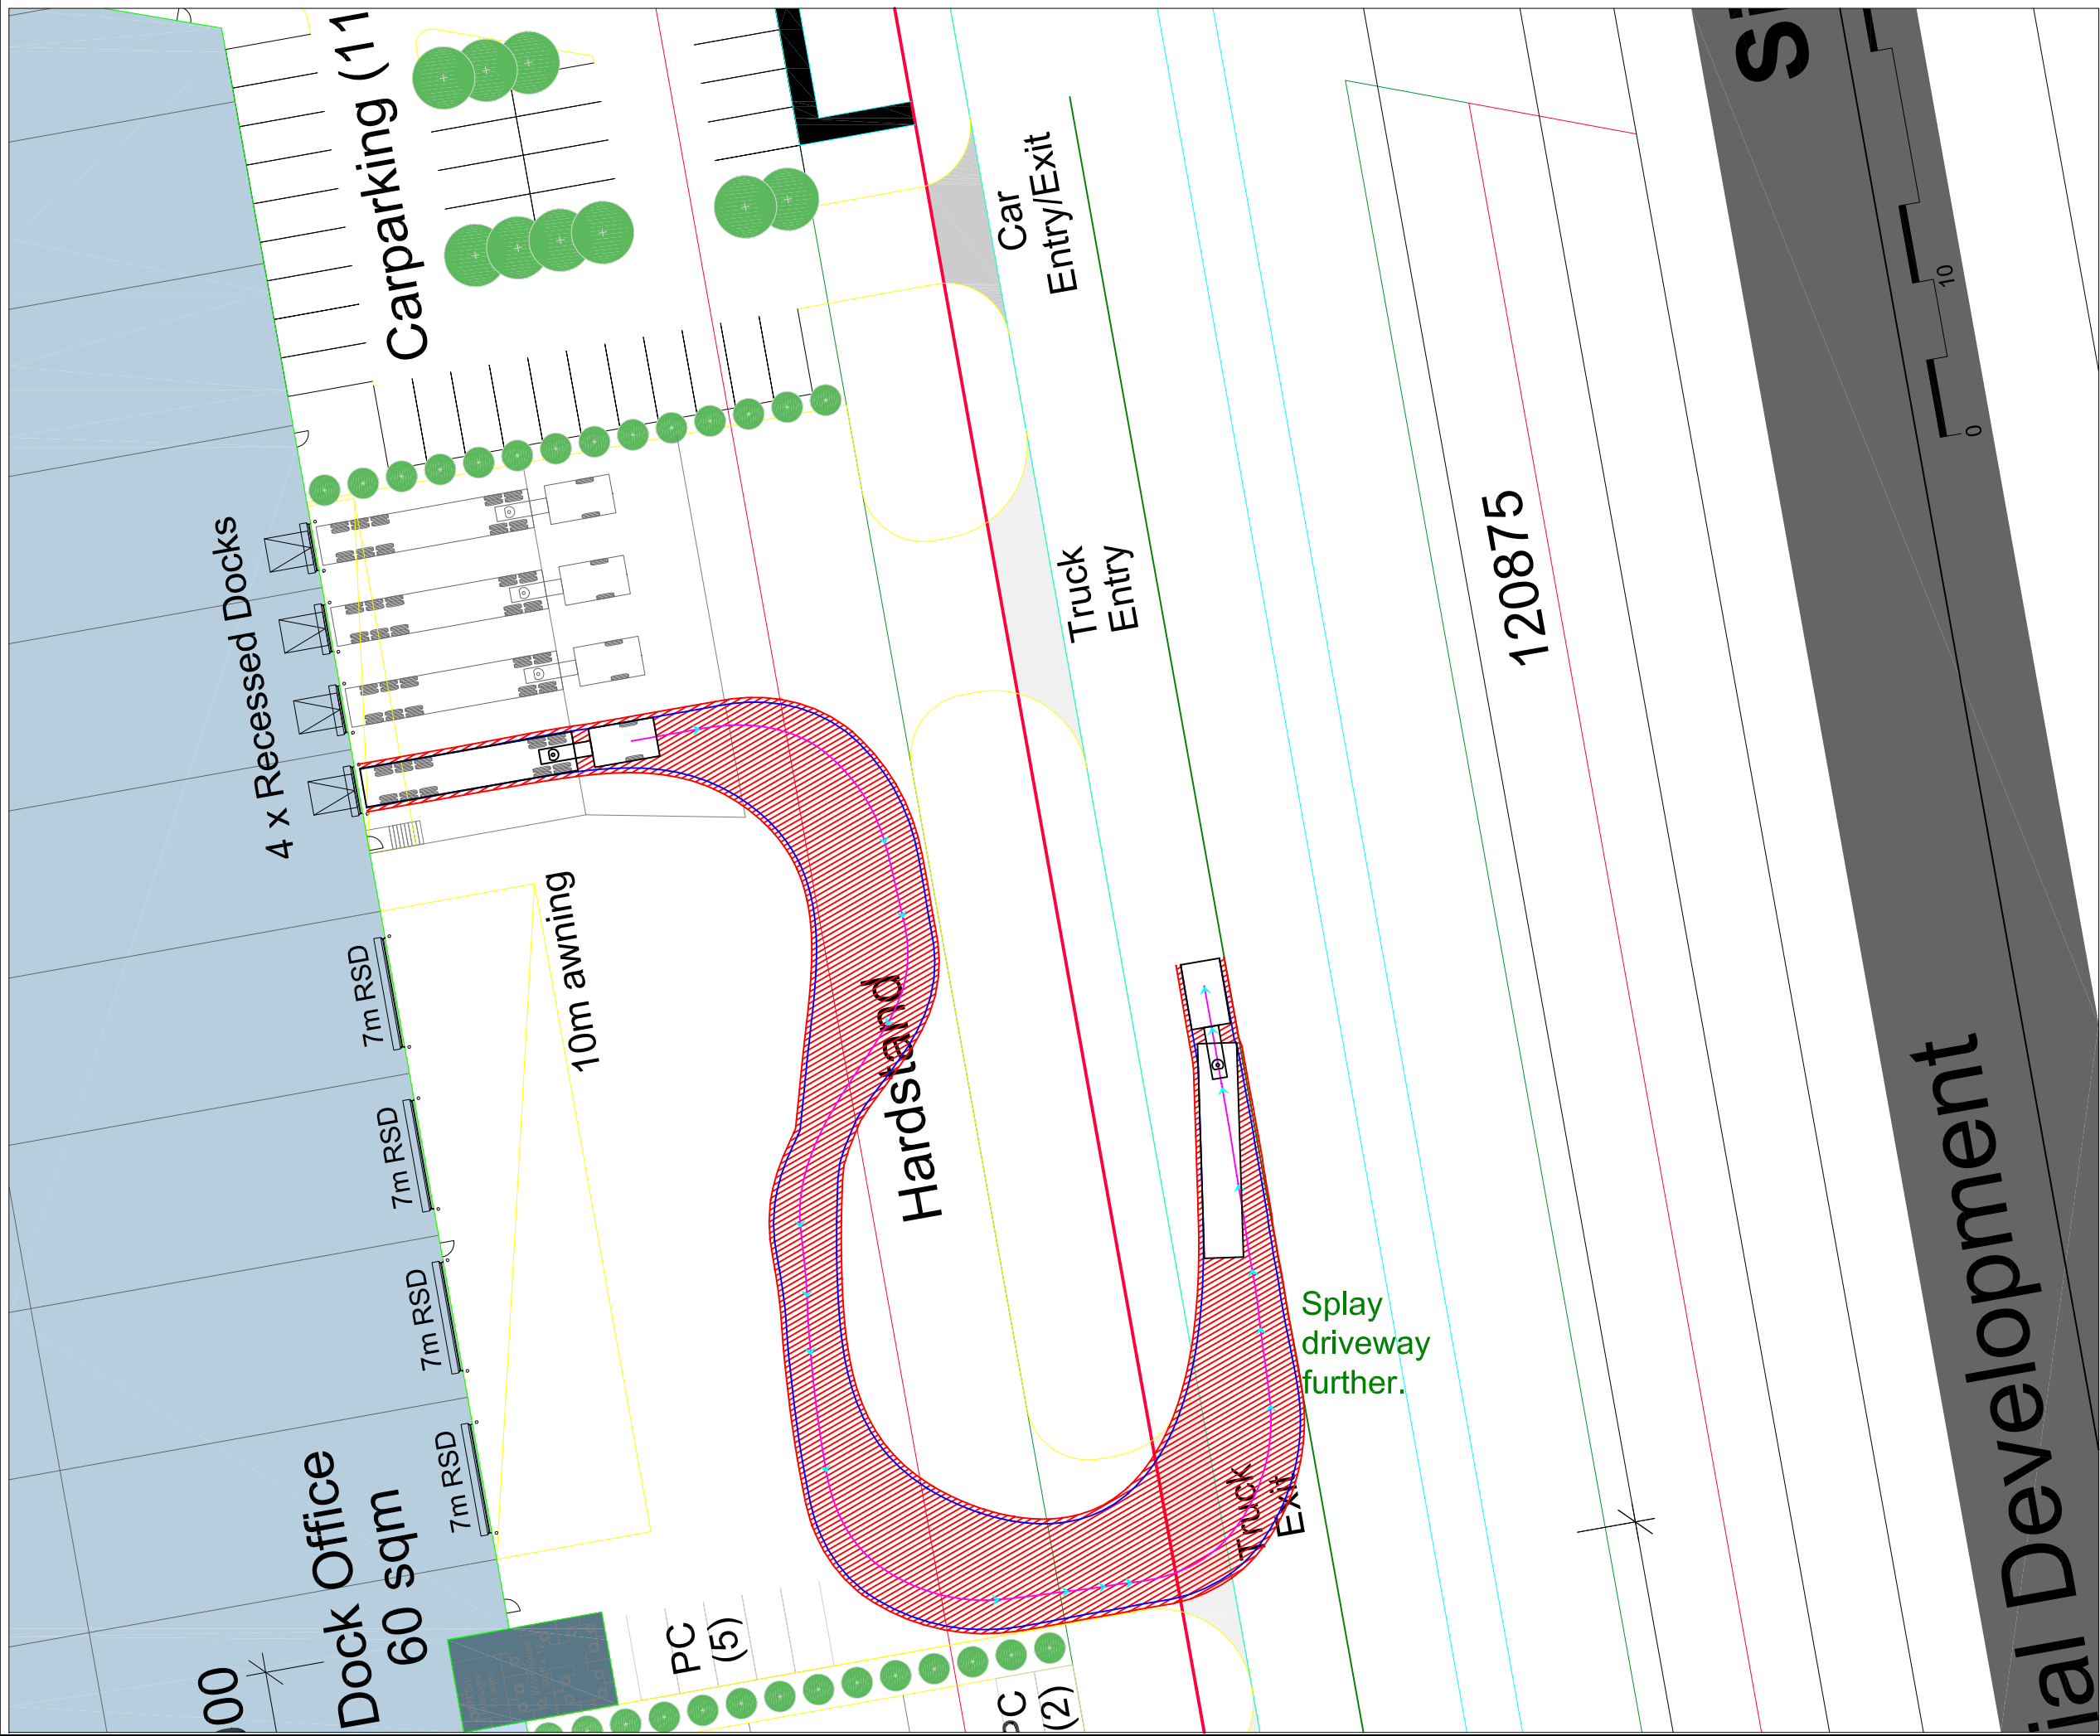 Carparking (11
Si
Car
Entry/Exit
10
0
4 x Recessed Docks
Truck
Entry
120875
10m awning
7m RSD
7m RSD
7m RSD
7m RSD
Hardstand
Splay
driveway
further.
Truck
Exit
Dock Office
60 sqm
PC
(5)
PC
(2)
00
ial Development